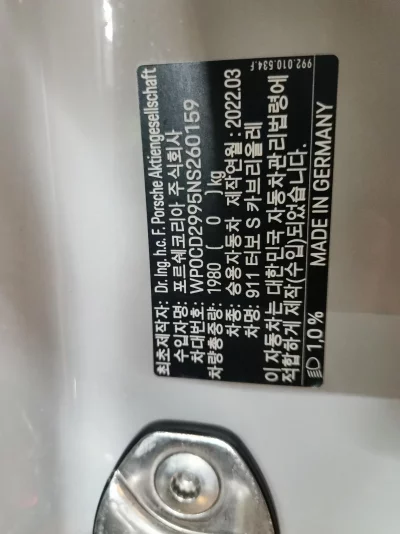 992.010.534.F
최초제작자: Dr. Ing. h.c. F. Porsche Aktiengesellschaft
수입자명: 포르쉐코리아 주식회사
차대번호: WP0CD2995NS260159
차량총중량: 1980 ( 0 ) kg
차종: 승용자동차 제작연월: 2022.03
차명: 911 터보 S 카브리올레
이 자동차는 대한민국 자동차관리법령에
적합하게 제작(수입)되었습니다.
1,0 % MADE IN GERMANY